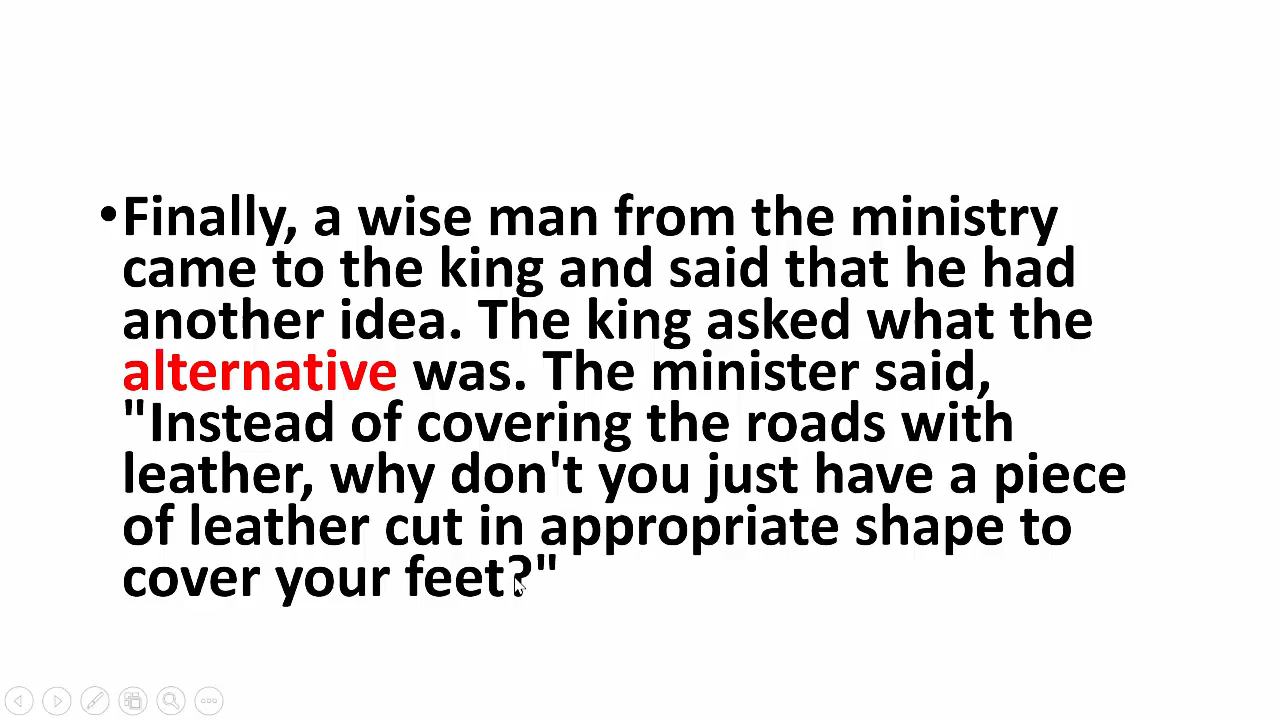 •Finally, a wise man from the ministry
came to the king and said that he had
another idea. The king asked what the
alternative was. The minister said,
"Instead of covering the roads with
leather, why don't you just have a piece
of leather cut in appropriate shape to
cover your feet?"